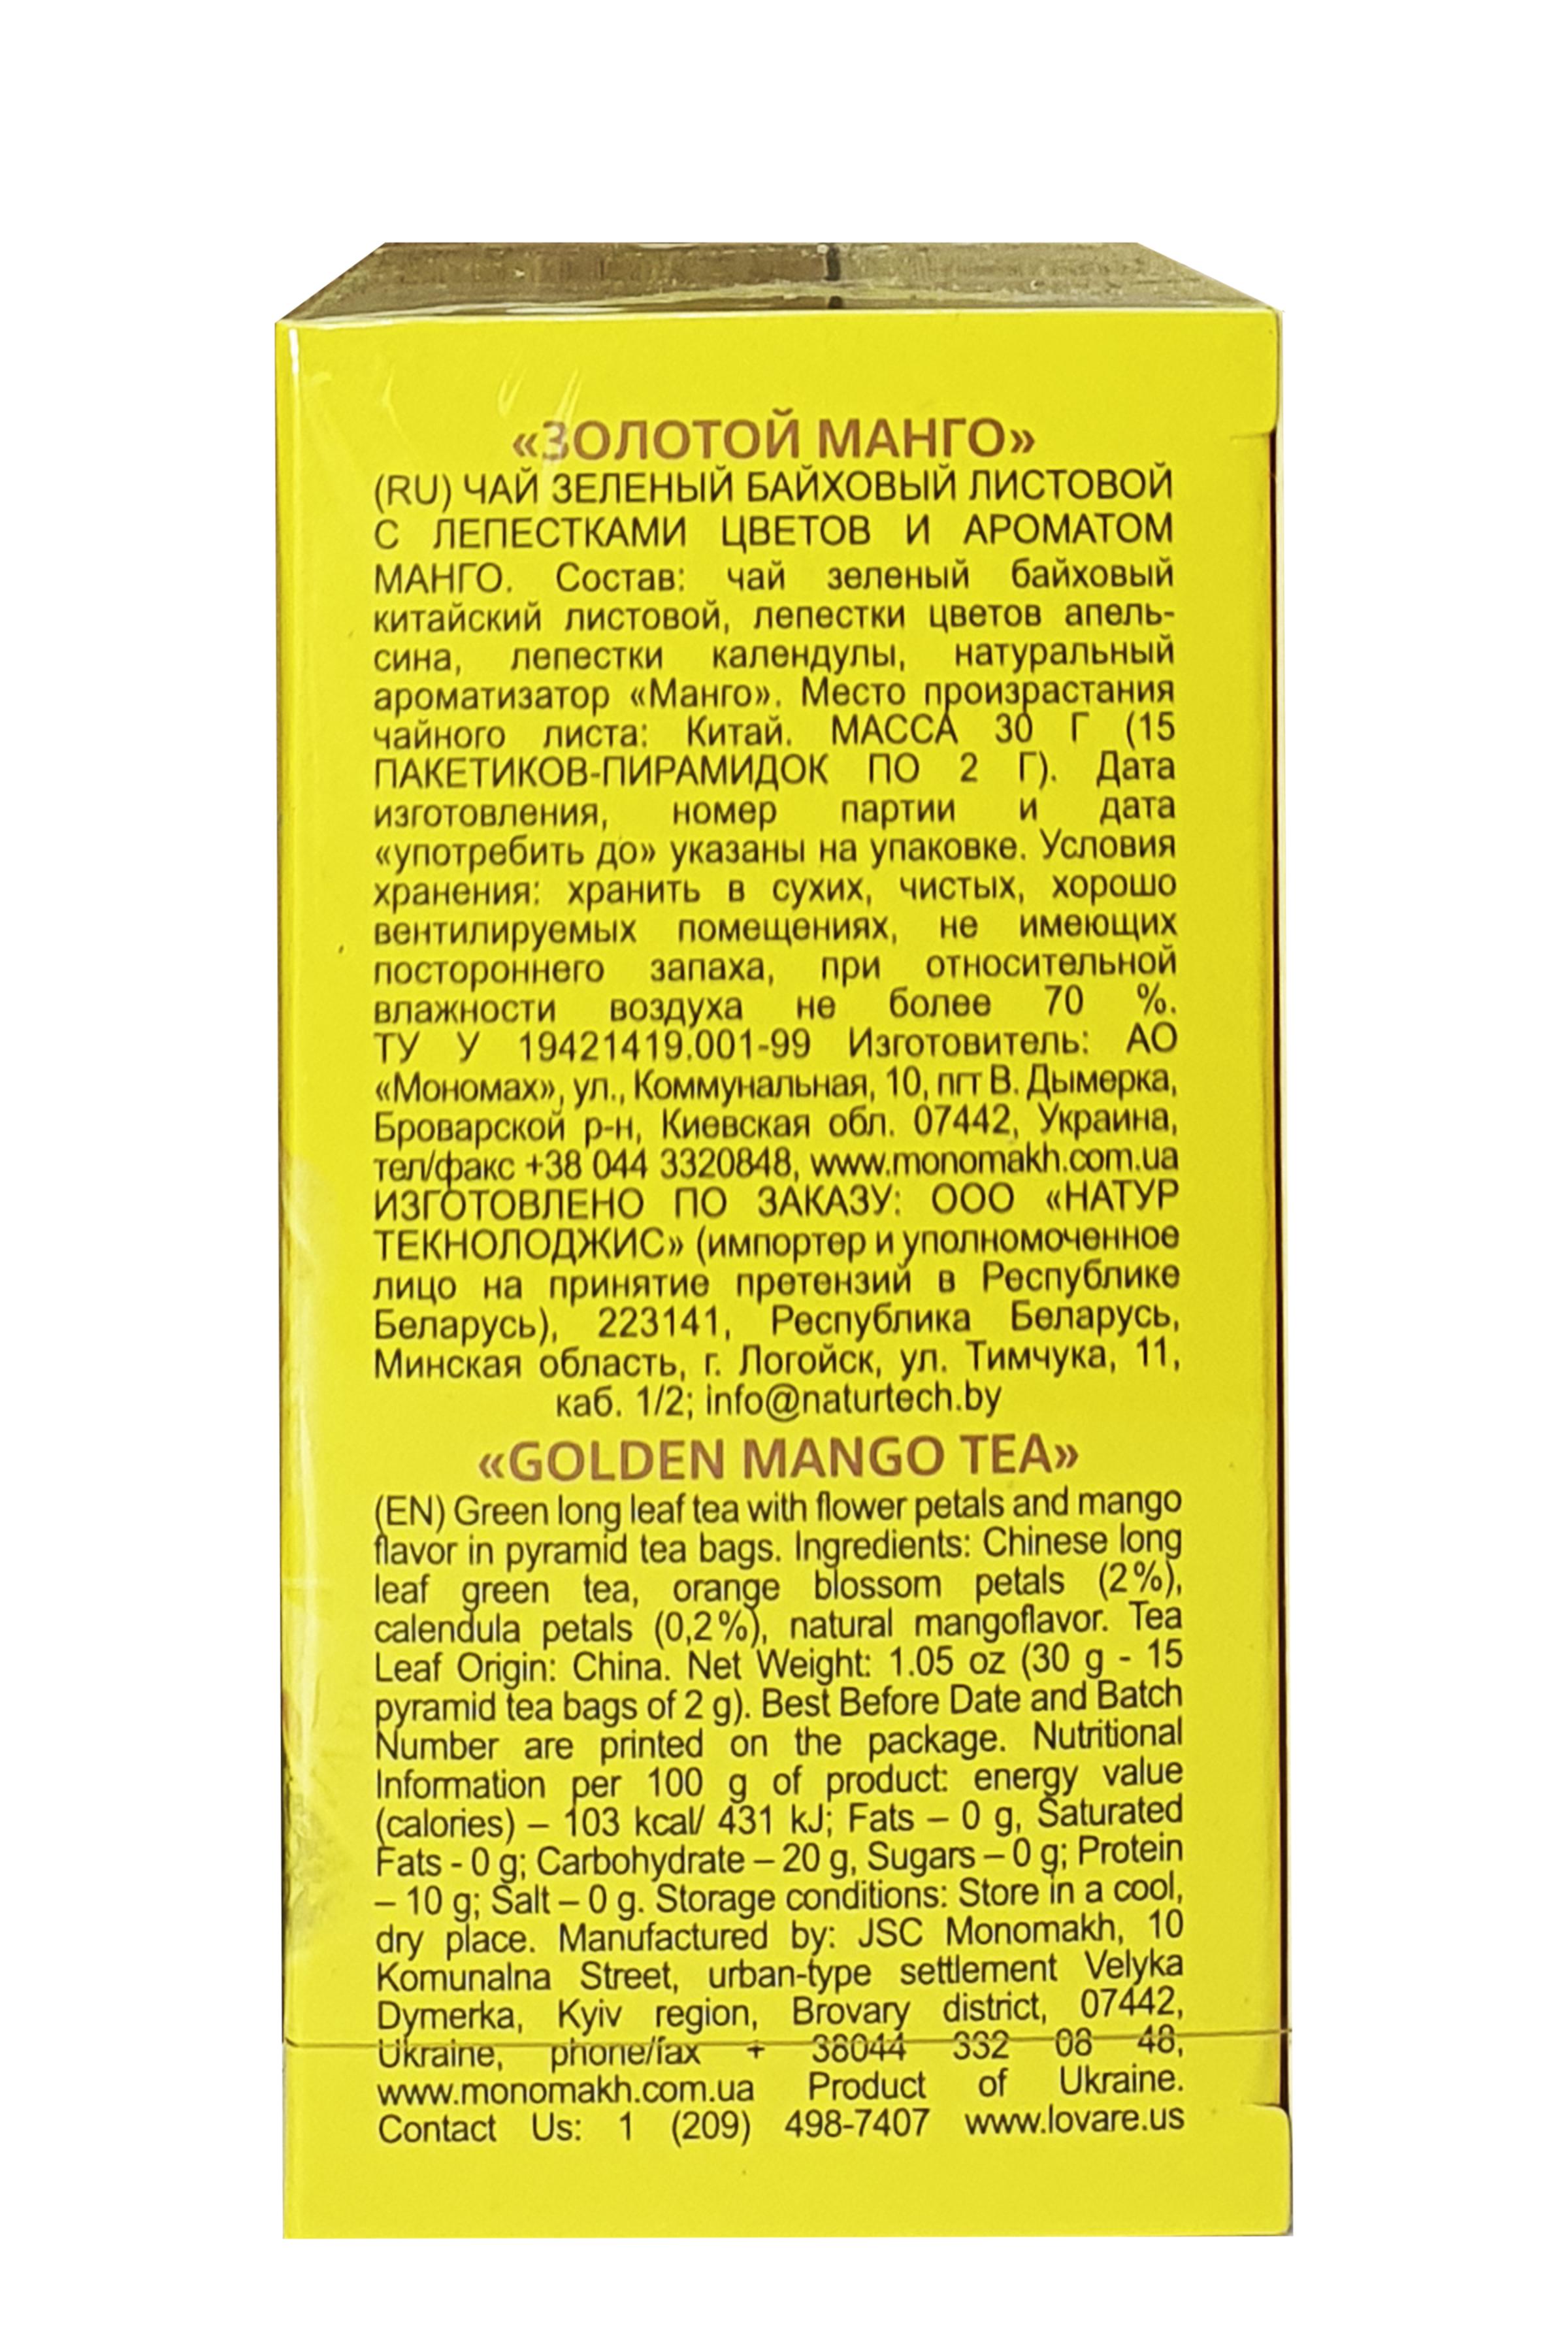 «ЗОЛОТОЙ МАНГО»
(RU) ЧАЙ ЗЕЛЕНЫЙ БАЙХОВЫЙ ЛИСТОВОЙ
С ЛЕПЕСТКАМИ ЦВЕТОВ И АРОМАТОМ
МАНГО. Состав: чай зеленый байховый
китайский листовой, лепестки цветов апель-
сина, лепестки календулы, натуральный
ароматизатор «Манго». Место произрастания
чайного листа: Китай. МАССА 30 Г (15
ПАКЕТИКОВ-ПИРАМИДОК ПО 2 Г). Дата
изготовления, номер партии и дата
«употребить до» указаны на упаковке. Условия
хранения: хранить в сухих, чистых, хорошо
вентилируемых помещениях, не имеющих
постороннего запаха, при относительной
влажности воздуха не более 70 %.
ТУ У 19421419.001-99 Изготовитель: АО
«Мономах», ул., Коммунальная, 10, пгт В. Дымерка,
Броварской р-н, Киевская обл. 07442, Украина,
тел/факс +38 044 3320848, www.monomakh.com.ua
ИЗГОТОВЛЕНО ПО ЗАКАЗУ: ООО «НАТУР
ТЕКНОЛОДЖИС» (импортер и уполномоченное
лицо на принятие претензий в Республике
Беларусь), 223141, Республика Беларусь,
Минская область, г. Логойск, ул. Тимчука, 11,
каб. 1/2; info@naturtech.by
«GOLDEN MANGO TEA»
(EN) Green long leaf tea with flower petals and mango
flavor in pyramid tea bags. Ingredients: Chinese long
leaf green tea, orange blossom petals (2%),
calendula petals (0,2%), natural mangoflavor. Tea
Leaf Origin: China. Net Weight: 1.05 oz (30 g - 15
pyramid tea bags of 2 g). Best Before Date and Batch
Number are printed on the package. Nutritional
Information per 100 g of product: energy value
(calories) – 103 kcal/ 431 kJ; Fats – 0 g, Saturated
Fats - 0 g; Carbohydrate – 20 g, Sugars – 0 g; Protein
– 10 g; Salt – 0 g. Storage conditions: Store in a cool,
dry place. Manufactured by: JSC Monomakh, 10
Komunalna Street, urban-type settlement Velyka
Dymerka, Kyiv region, Brovary district, 07442,
Ukraine, phone/fax + 38044 332 08 48,
www.monomakh.com.ua Product of Ukraine.
Contact Us: 1 (209) 498-7407 www.lovare.us